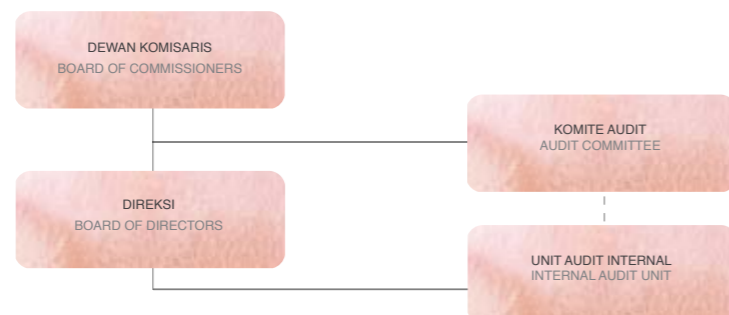 DEWAN KOMISARIS
BOARD OF COMMISSIONERS
KOMITE AUDIT
AUDIT COMMITTEE
DIREKSI
BOARD OF DIRECTORS
UNIT AUDIT INTERNAL
INTERNAL AUDIT UNIT